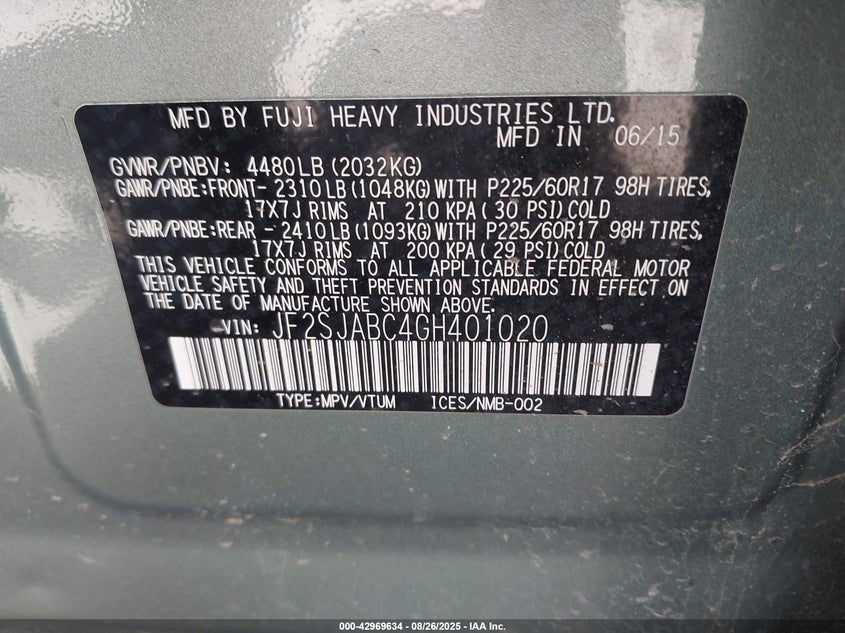 MFD BY FUJI HEAVY INDUSTRIES LTD.
MFD IN 06/15
GVWR/PNBV: 4480LB (2032KG)
GAWR/PNBE:FRONT- 2310LB (1048KG) WITH P225/60R17 98H TIRES,
17X7J RIMS AT 210 KPA( 30 PSI) COLD
GAWR/PNBE:REAR - 2410LB (1093KG) WITH P225/60R17 98H TIRES,
17X7J RIMS AT 200 KPA( 29 PSI) COLD
THIS VEHICLE CONFORMS TO ALL APPLICABLE FEDERAL MOTOR
VEHICLE SAFETY AND THEFT PREVENTION STANDARDS IN EFFECT ON
THE DATE OF MANUFACTURE SHOWN ABOVE.
VIN: JF2SJABC4GH401020
TYPE:MPV/VTUM ICES/NMB-002
000-42969634 - 08/26/2025 - IAA Inc.